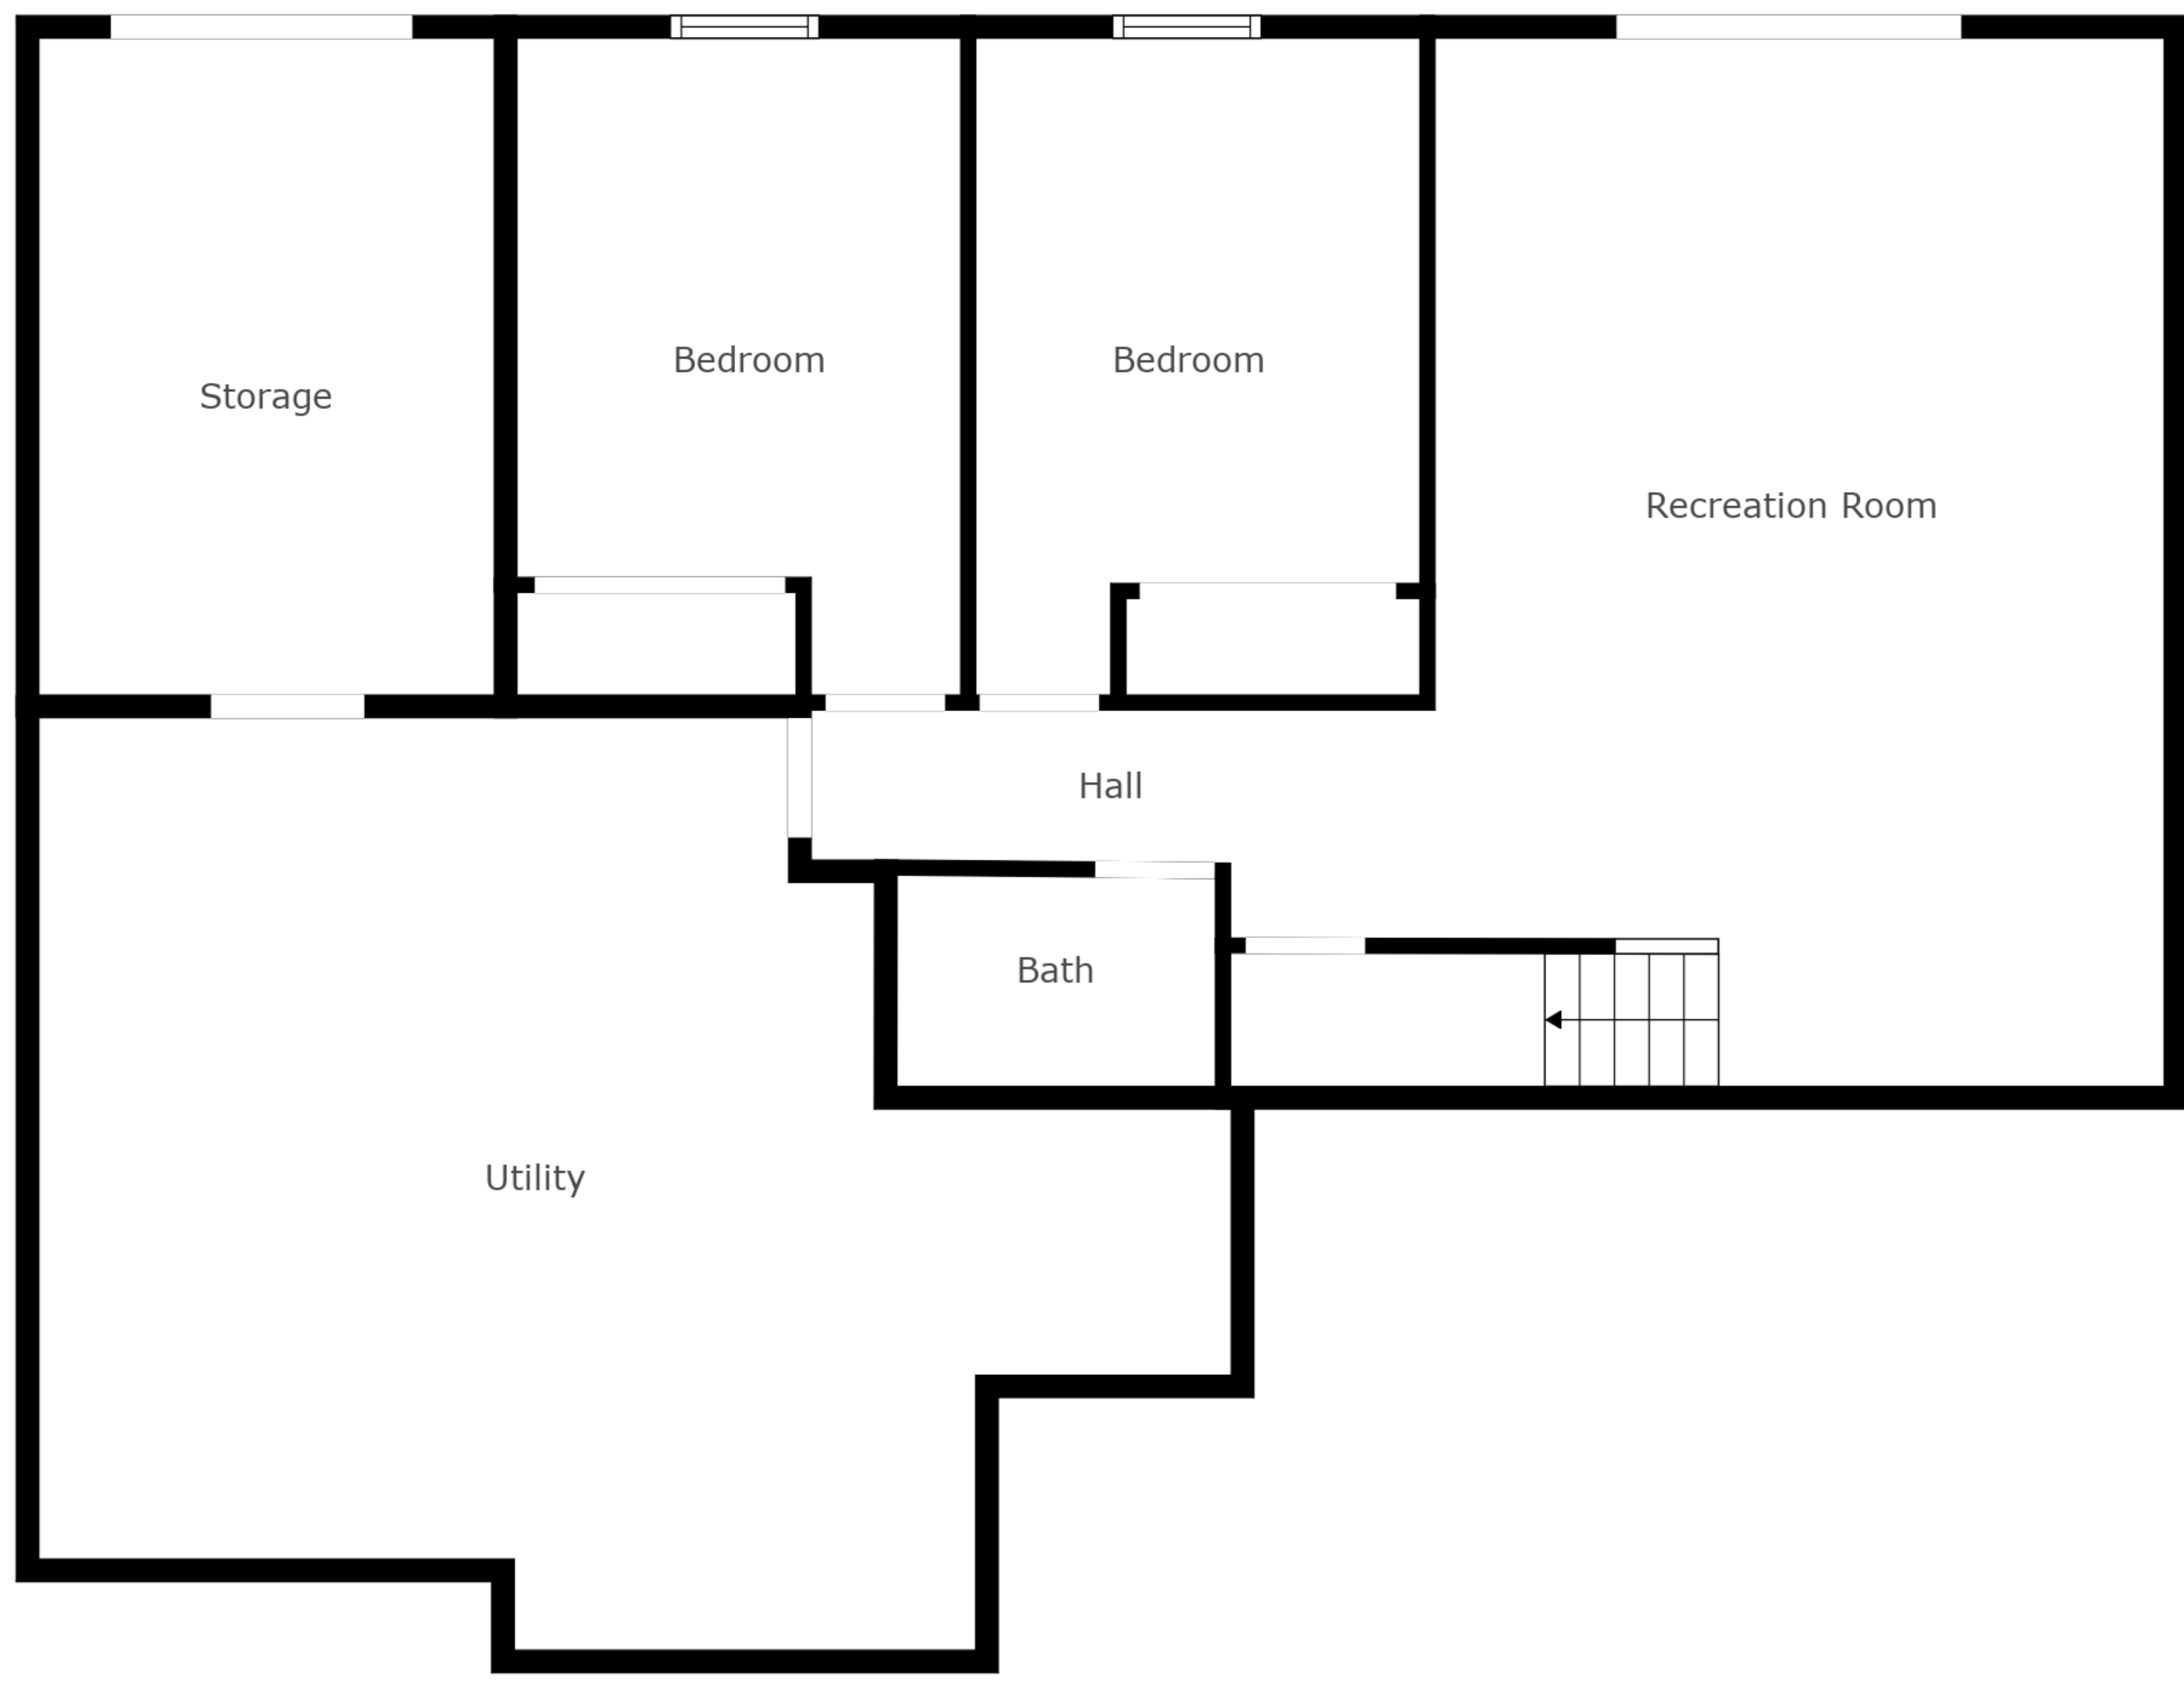 Bedroom
Bedroom
Storage
Recreation Room
Hall
Bath
Utility